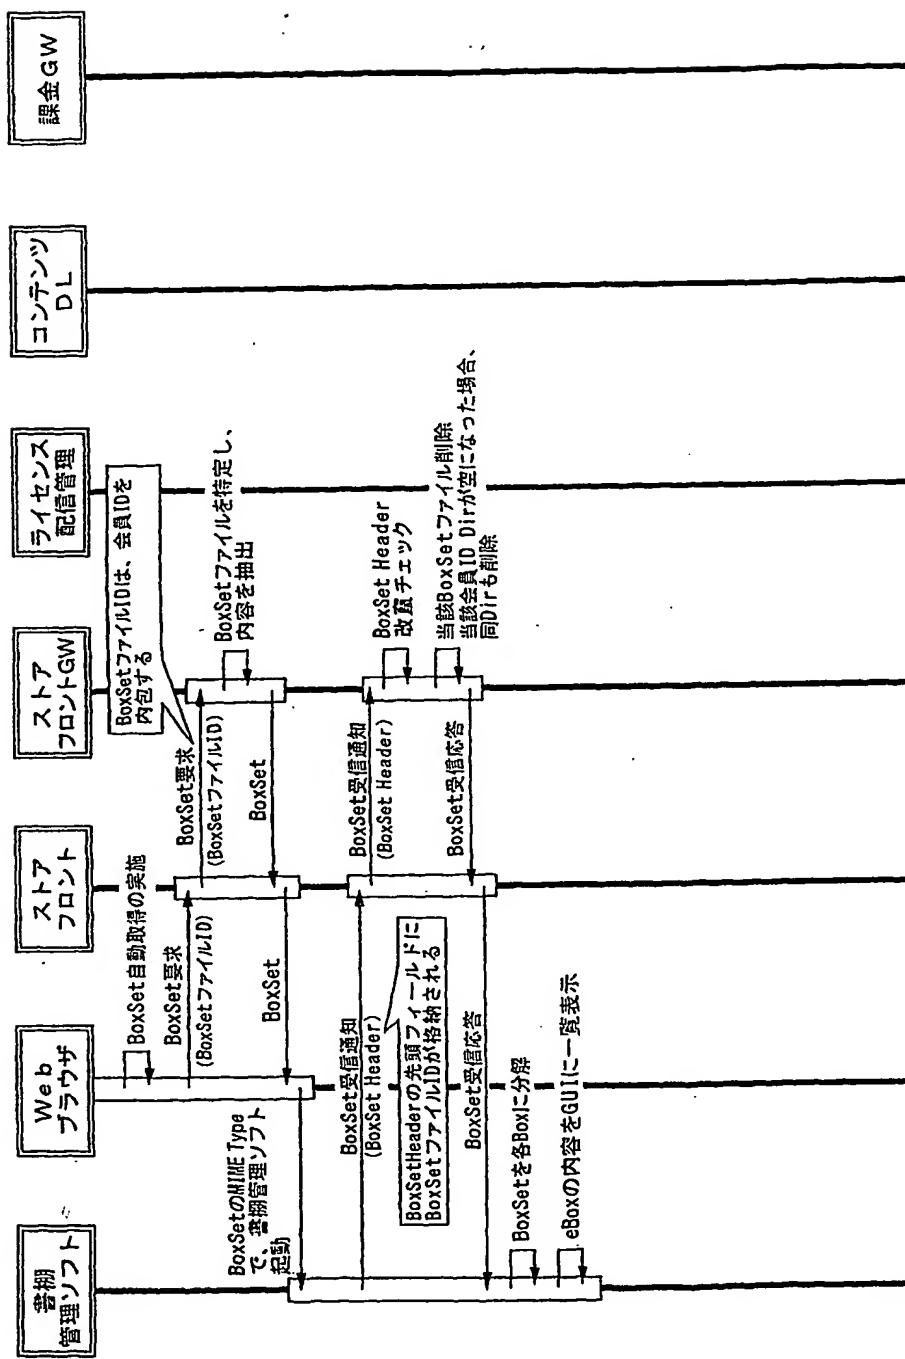 書棚
管理ソフト
Web
ブラウザ
ストア
フロント
ストア
フロントGW
ライセンス
配信管理
コンテンツ
DL
課金GW
BoxSet自動取得の実施
BoxSet要求
(BoxSetファイルID)
BoxSet要求
(BoxSetファイルID)
BoxSetファイルIDは、会員IDを
内包する
BoxSetファイルを特定し、
内容を抽出
BoxSet
BoxSet
BoxSetのMIME Type
で、書棚管理ソフト
起動
BoxSet受信通知
(BoxSet Header)
BoxSetHeaderの先頭フィールドに
BoxSetファイルIDが格納される
BoxSet受信通知
(BoxSet Header)
BoxSet Header
改竄チェック
当該BoxSetファイル削除
当該会員ID Dirが空になった場合、
同Dirも削除
BoxSet受信応答
BoxSet受信応答
BoxSetを各Boxに分解
eBoxの内容をGUIに一覧表示